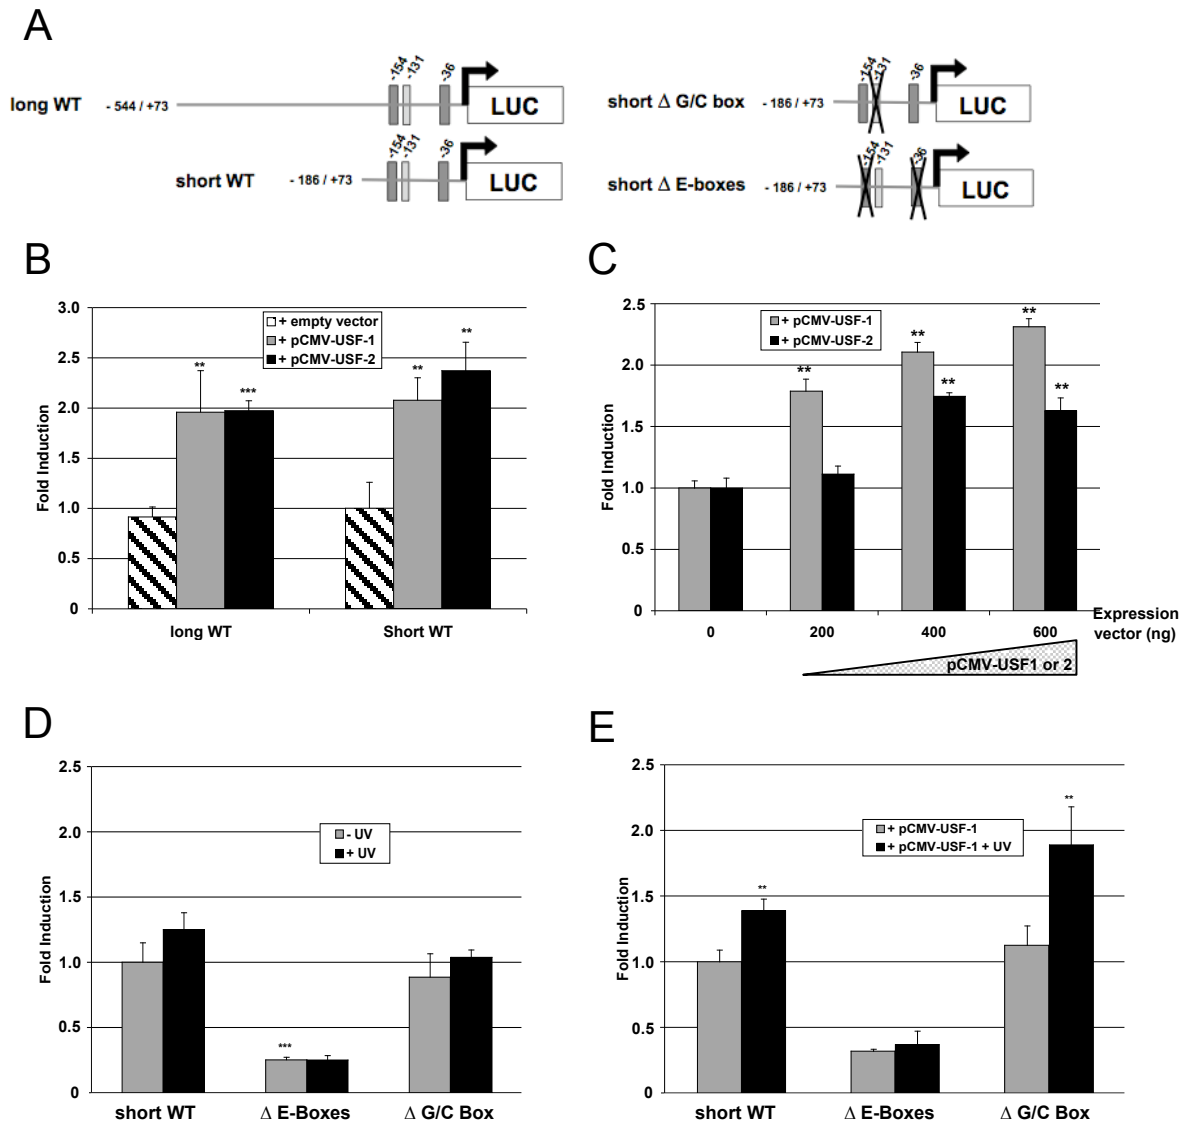 A
-154
-131
-36
long WT
- 544 / +73
LUC
-154
-131
-36
short WT
- 186 / +73
LUC
-154
-131
-36
short Δ G/C box
- 186 / +73
LUC
-154
-131
-36
short Δ E-boxes
- 186 / +73
LUC
B
Fold Induction
3.0
2.5
2.0
1.5
1.0
0.5
0
+ empty vector
+ pCMV-USF-1
+ pCMV-USF-2
**
***
**
**
long WT
Short WT
C
Fold Induction
2.5
2.0
1.5
1.0
0.5
0
+ pCMV-USF-1
+ pCMV-USF-2
**
**
**
**
**
0
200
400
600
Expression
vector (ng)
pCMV-USF1 or 2
D
Fold Induction
2.5
2.0
1.5
1.0
0.5
0
- UV
+ UV
***
short WT
Δ E-Boxes
Δ G/C Box
E
Fold Induction
2.5
2.0
1.5
1.0
0.5
0
+ pCMV-USF-1
+ pCMV-USF-1 + UV
**
**
short WT
Δ E-Boxes
Δ G/C Box